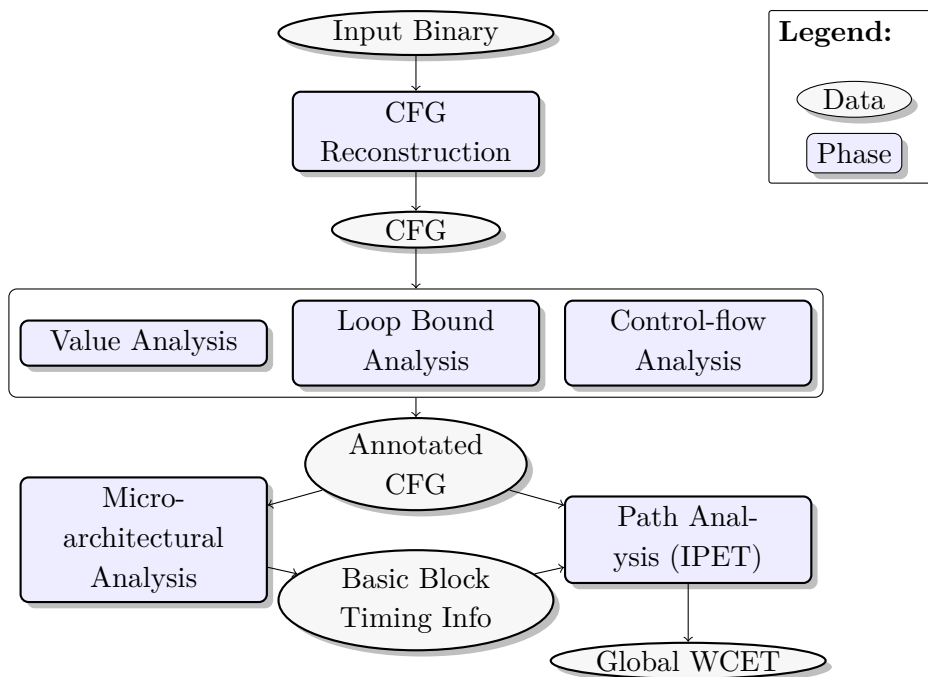 Input Binary
Legend:
Data
Phase
CFG
Reconstruction
CFG
Value Analysis
Loop Bound
Analysis
Control-flow
Analysis
Annotated
CFG
Micro-
architectural
Analysis
Path Anal-
ysis (IPET)
Basic Block
Timing Info
Global WCET